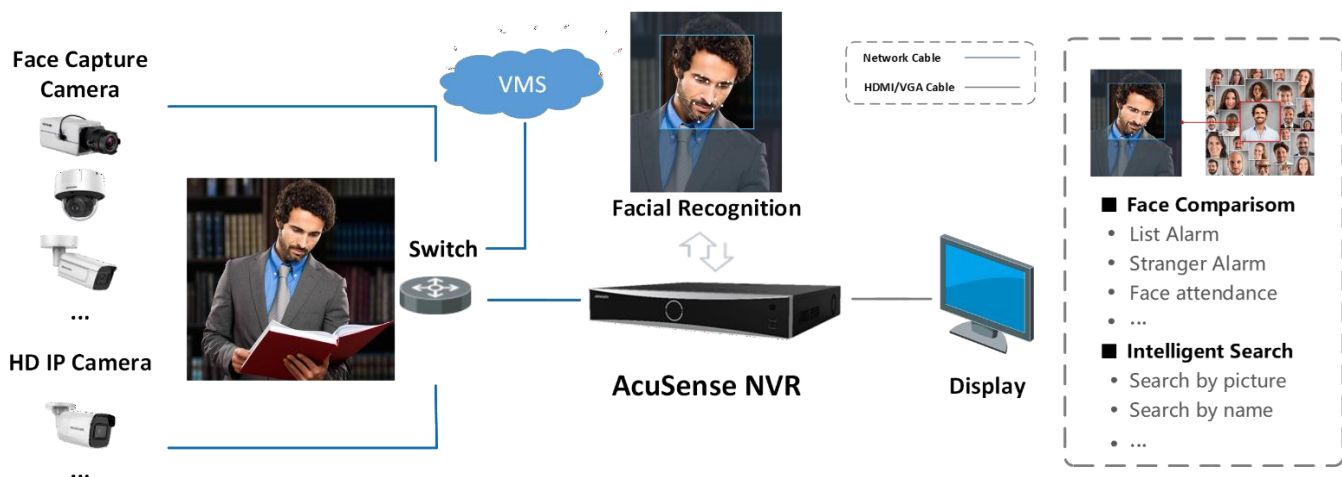 Face Capture
Camera
...
HD IP Camera
...
VMS
Switch
Facial Recognition
AcuSense NVR
Display
Network Cable
HDMI/VGA Cable
■ Face Comparisom
• List Alarm
• Stranger Alarm
• Face attendance
• ...
■ Intelligent Search
• Search by picture
• Search by name
• ...